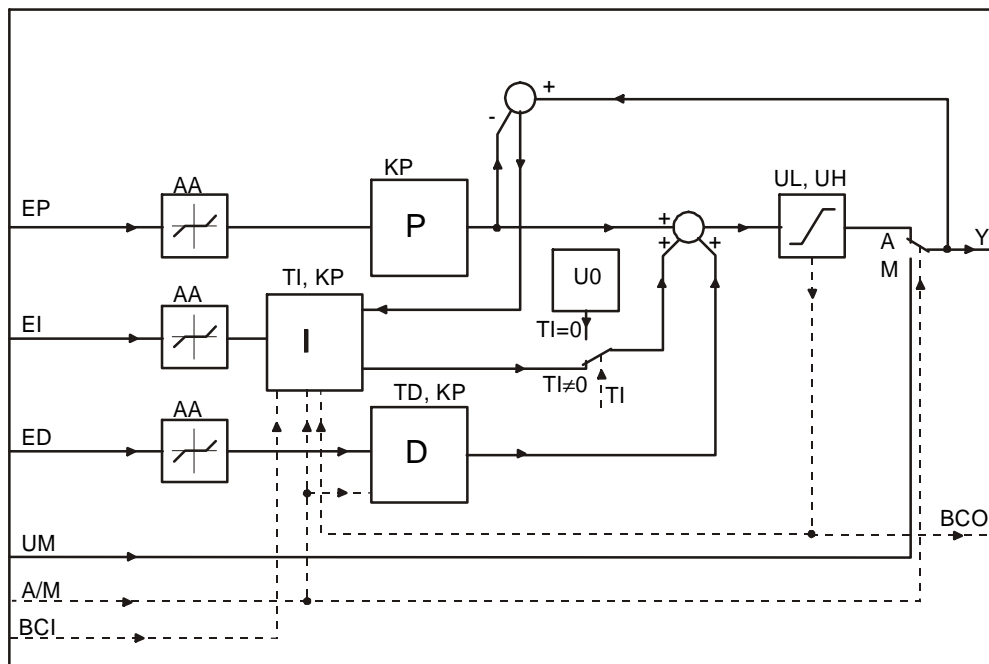 +
-
KP
AA
UL, UH
EP
P
+
+
+
A
Y
M
U0
TI, KP
AA
EI
I
TI=0
TI≠0
TI
TD, KP
AA
ED
D
BCO
UM
A/M
BCI